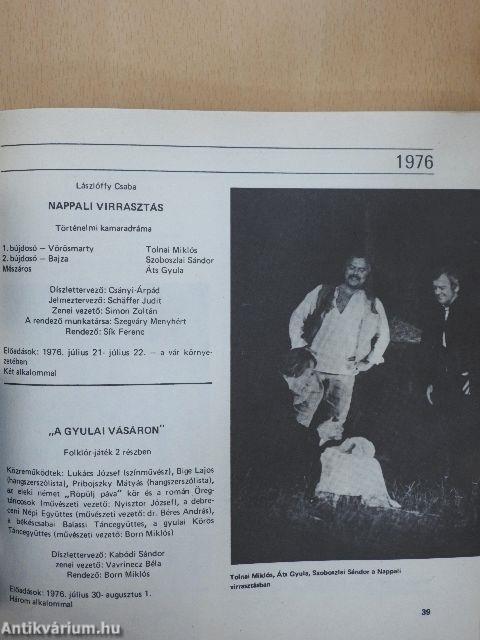 1976
Lászlóffy Csaba
NAPPALI VIRRASZTÁS
Történelmi kamaradráma
1. bújdosó — Vörösmarty Tolnai Miklós
2. bújdosó — Bajza Szoboszlai Sándor
Mészáros Áts Gyula
Díszlettervező: Csányi Árpád
Jelmeztervező: Schäffer Judit
Zenei vezető: Simon Zoltán
A rendező munkatársa: Szegváry Menyhért
Rendező: Sík Ferenc
Előadások: 1976. július 21- július 22. — a vár környe-
zetében
Két alkalommal
„A GYULAI VÁSÁRON”
Folklór-játék 2 részben
Közreműködtek: Lukács József (színművész), Bige Lajos
(hangszerszólista), Pribojszky Mátyás (hangszerszólista),
az eleki német „Röpülj páva” kör és a román Öreg-
táncosok (művészeti vezető: Nyisztor József), a debre-
ceni Népi Együttes (művészeti vezető: dr. Béres András),
a békéscsabai Balassi Táncegyüttes, a gyulai Körös
Táncegyüttes (művészeti vezető: Born Miklós)
Díszlettervező: Kabódi Sándor
zenei vezető: Vavrinecz Béla
Rendező: Born Miklós
Előadások: 1976. július 30- augusztus 1.
Három alkalommal
Tolnai Miklós, Áts Gyula, Szoboszlai Sándor a Nappali
virrasztásban
39
Antikvárium.hu